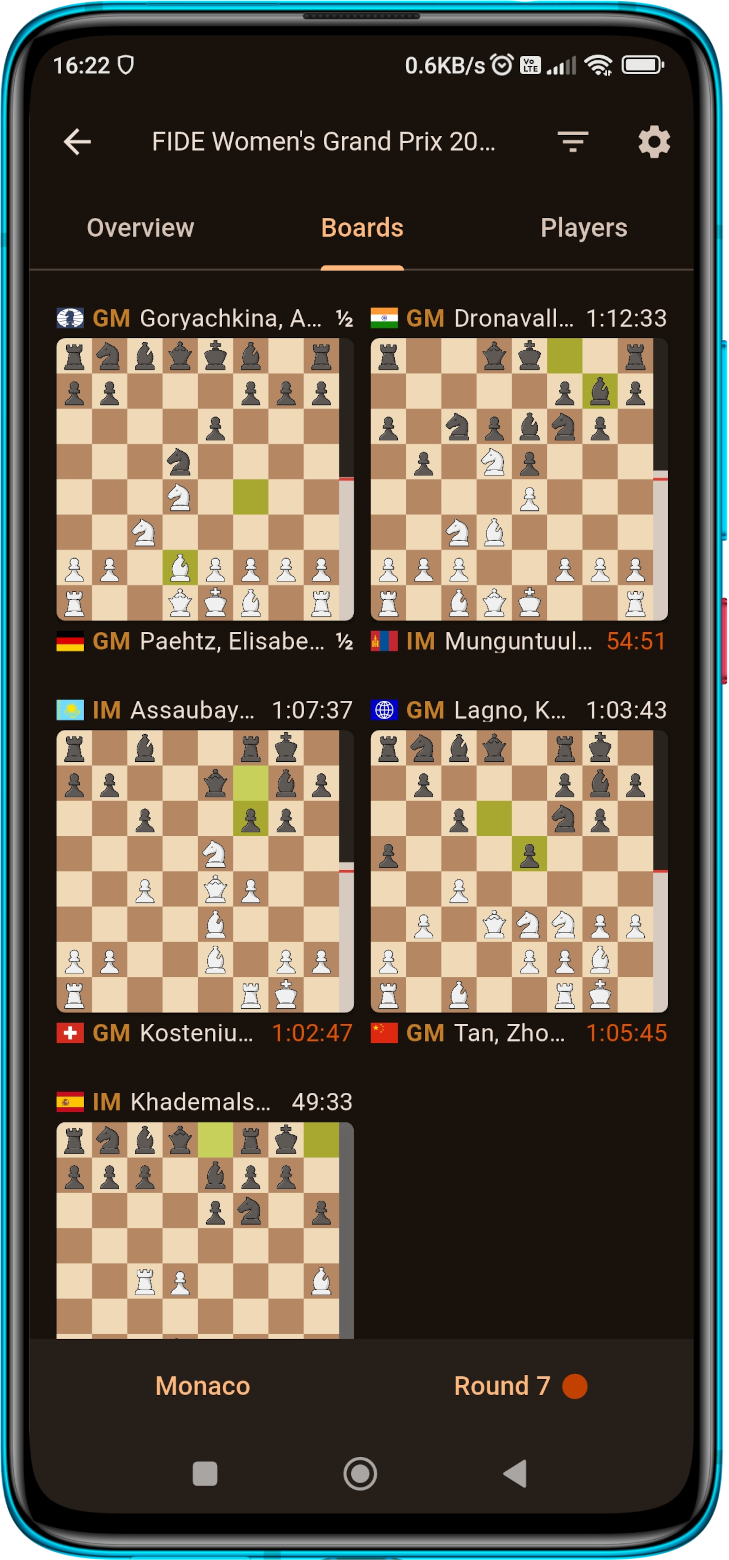 16:22 0.6KB/s Vo LTE
FIDE Women's Grand Prix 20...
Overview Boards Players
GM Goryachkina, A... ½ GM Dronavall... 1:12:33
GM Paehtz, Elisabe... ½ IM Munguntuul... 54:51
IM Assaubay... 1:07:37 GM Lagno, K... 1:03:43
GM Kosteniu... 1:02:47 GM Tan, Zho... 1:05:45
IM Khademals... 49:33
Monaco Round 7